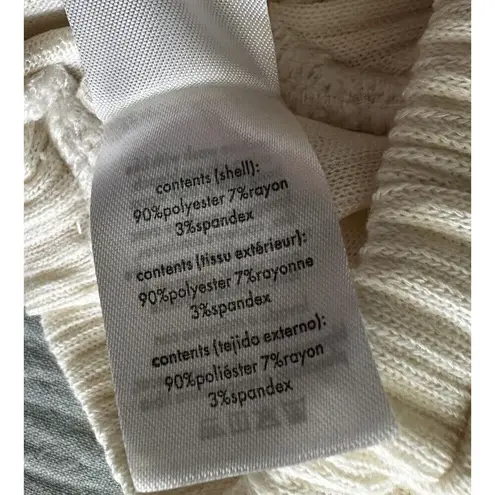 contents (shell):
90%polyester 7%rayon
3%spandex
contents (tissu extérieur):
90%polyester 7%rayonne
3%spandex
contents (tejido externo):
90%poliéster 7%rayon
3%spandex